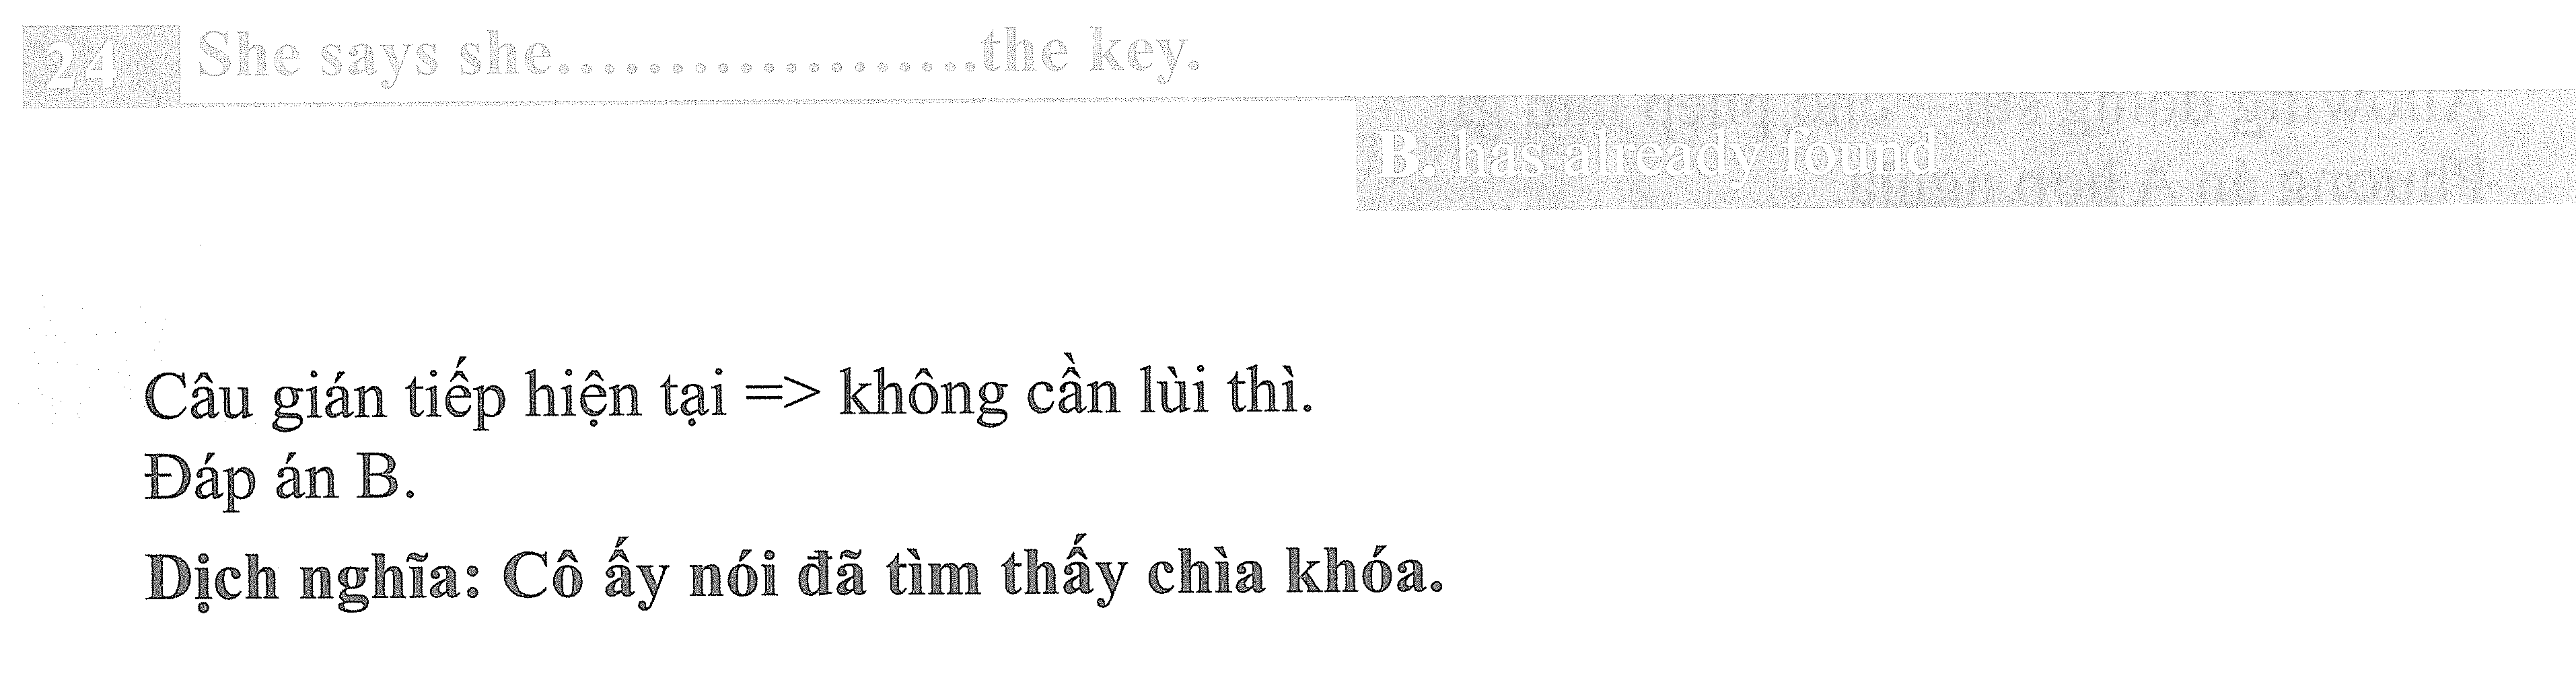 24 She says she...................the key.
B. has already found
Câu gián tiếp hiện tại => không cần lùi thì.
Đáp án B.
Dịch nghĩa: Cô ấy nói đã tìm thấy chìa khóa.